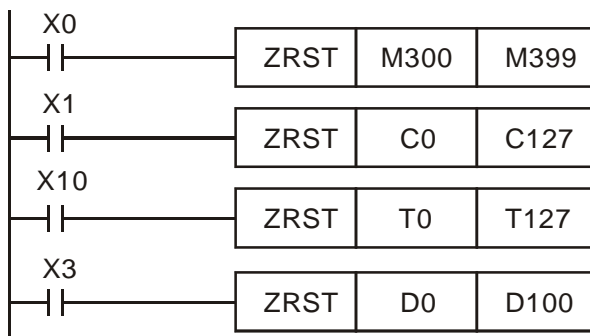 X0
ZRST M300 M399
X1
ZRST C0 C127
X10
ZRST T0 T127
X3
ZRST D0 D100